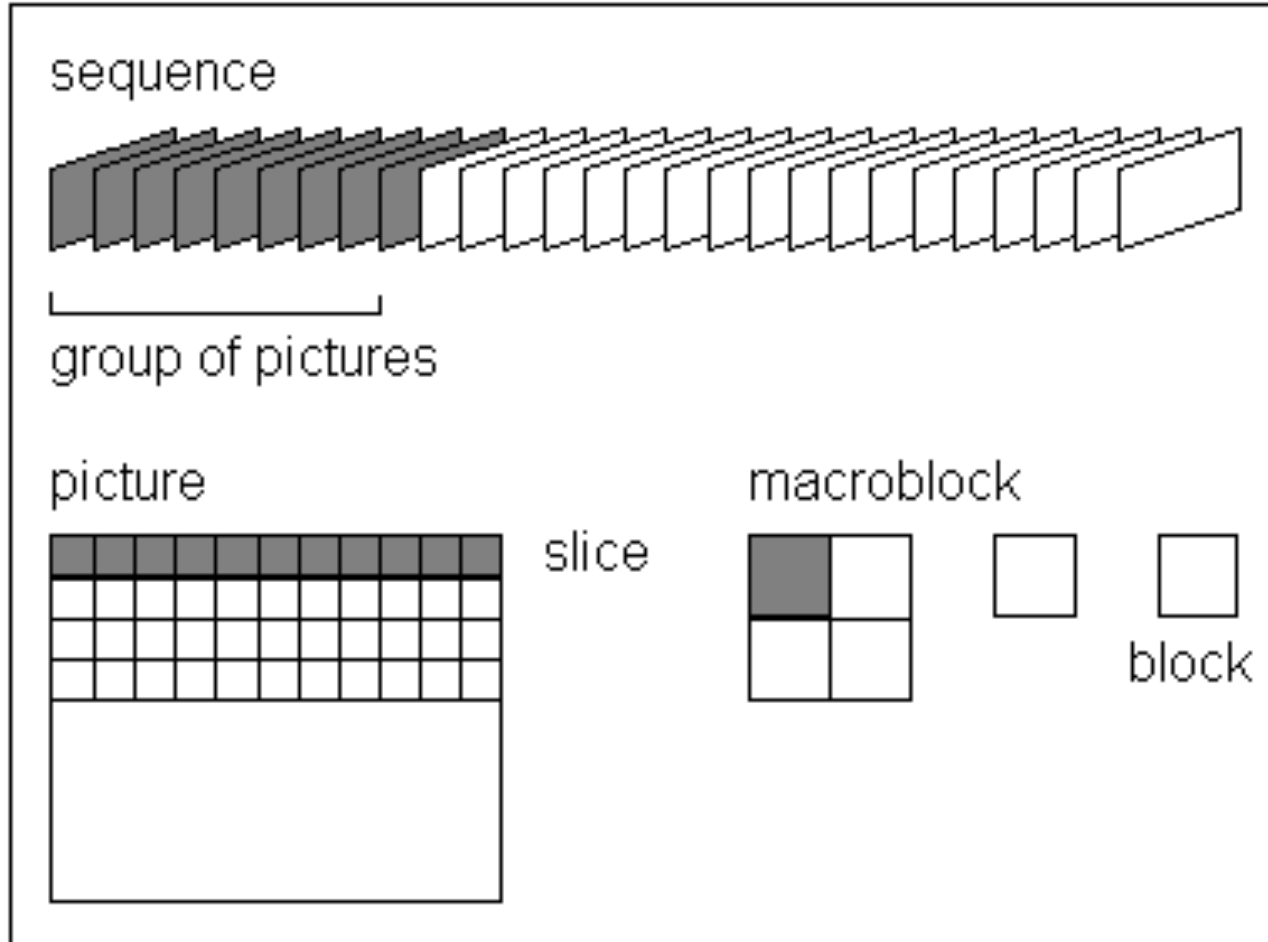 sequence
group of pictures
picture
slice
macroblock
block